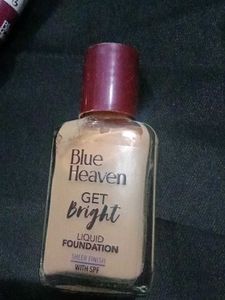 Blue
Heaven
GET
Bright
LIQUID
FOUNDATION
SHEER FINISH
WITH SPF